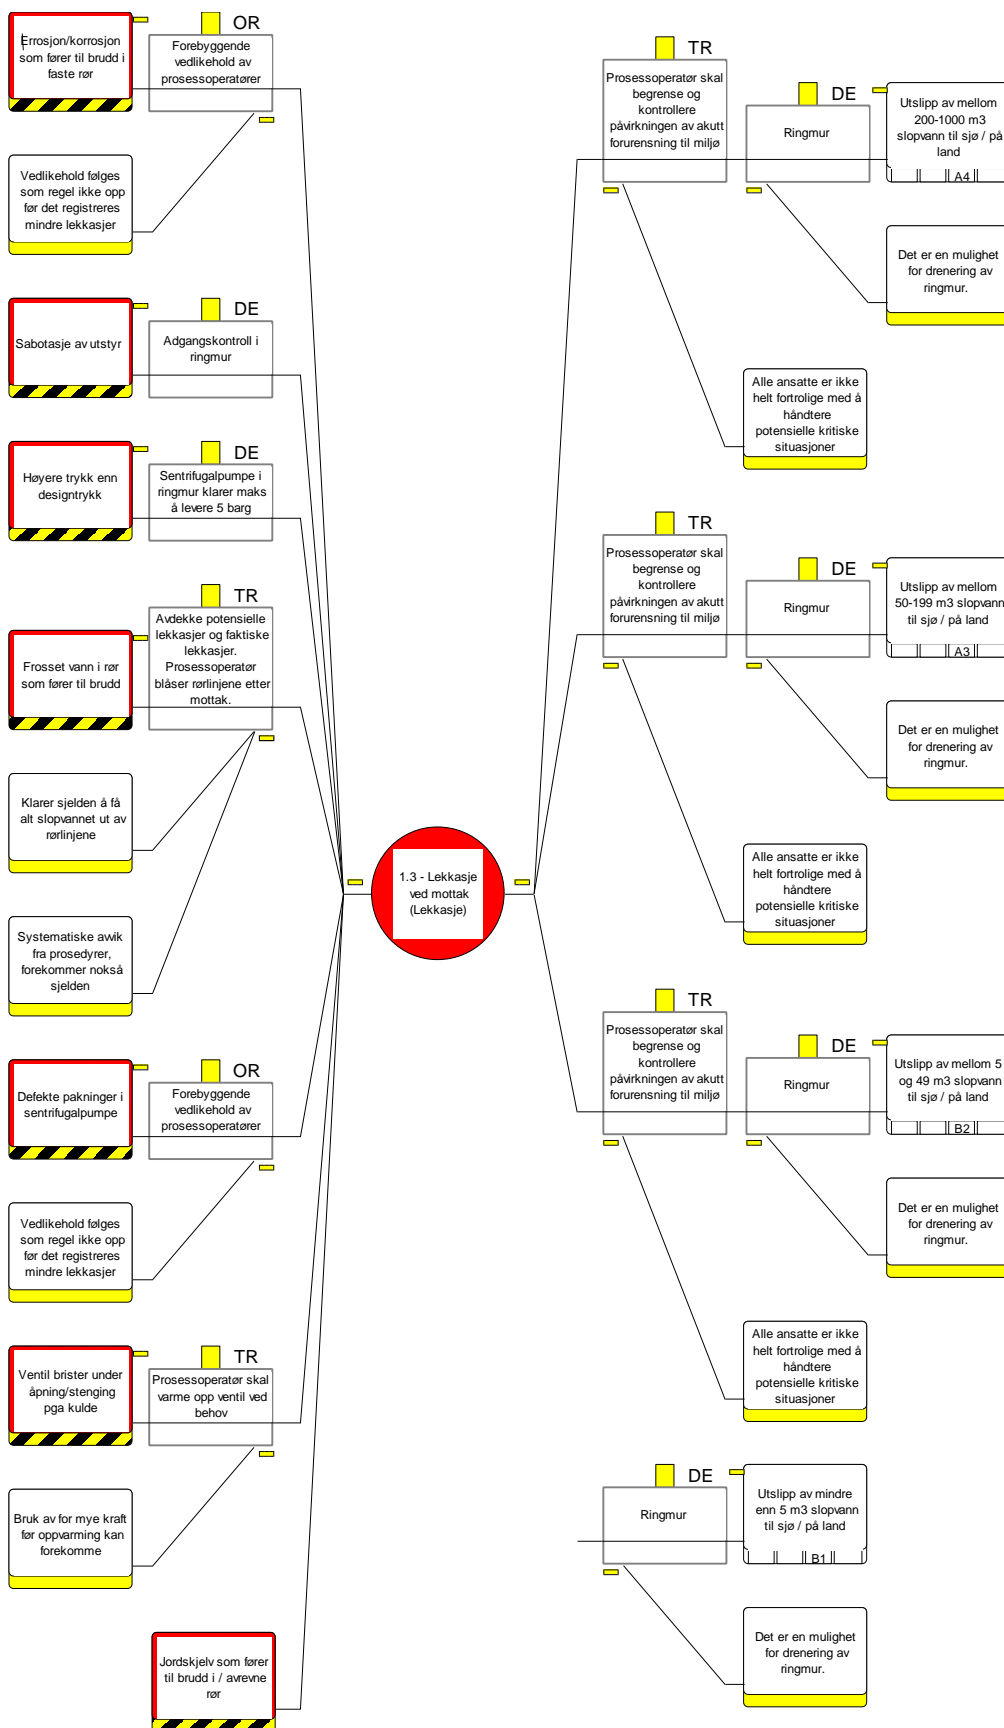 Errosjon/korrosjon
som fører til brudd i
faste rør
OR
Forebyggende
vedlikehold av
prosessoperatører
Vedlikehold følges
som regel ikke opp
før det registreres
mindre lekkasjer
Sabotasje av utstyr
DE
Adgangskontroll i
ringmur
Høyere trykk enn
designtrykk
DE
Sentrifugalpumpe i
ringmur klarer maks
å levere 5 barg
Frosset vann i rør
som fører til brudd
TR
Avdekke potensielle
lekkasjer og faktiske
lekkasjer.
Prosessoperatør
blåser rørlinjene etter
mottak.
Klarer sjelden å få
alt slopvannet ut av
rørlinjene
Systematiske avvik
fra prosedyrer,
forekommer nokså
sjelden
Defekte pakninger i
sentrifugalpumpe
OR
Forebyggende
vedlikehold av
prosessoperatører
Vedlikehold følges
som regel ikke opp
før det registreres
mindre lekkasjer
Ventil brister under
åpning/stenging
pga kulde
TR
Prosessoperatør skal
varme opp ventil ved
behov
Bruk av for mye kraft
før oppvarming kan
forekomme
Jordskjelv som fører
til brudd i / avrevne
rør
1.3 - Lekkasje
ved mottak
(Lekkasje)
TR
Prosessoperatør skal
begrense og
kontrollere
påvirkningen av akutt
forurensning til miljø
DE
Ringmur
Utslipp av mellom
200-1000 m3
slopvann til sjø / på
land
A4
Det er en mulighet
for drenering av
ringmur.
Alle ansatte er ikke
helt fortrolige med å
håndtere
potensielle kritiske
situasjoner
TR
Prosessoperatør skal
begrense og
kontrollere
påvirkningen av akutt
forurensning til miljø
DE
Ringmur
Utslipp av mellom
50-199 m3 slopvann
til sjø / på land
A3
Det er en mulighet
for drenering av
ringmur.
Alle ansatte er ikke
helt fortrolige med å
håndtere
potensielle kritiske
situasjoner
TR
Prosessoperatør skal
begrense og
kontrollere
påvirkningen av akutt
forurensning til miljø
DE
Ringmur
Utslipp av mellom 5
og 49 m3 slopvann
til sjø / på land
B2
Det er en mulighet
for drenering av
ringmur.
Alle ansatte er ikke
helt fortrolige med å
håndtere
potensielle kritiske
situasjoner
DE
Ringmur
Utslipp av mindre
enn 5 m3 slopvann
til sjø / på land
B1
Det er en mulighet
for drenering av
ringmur.